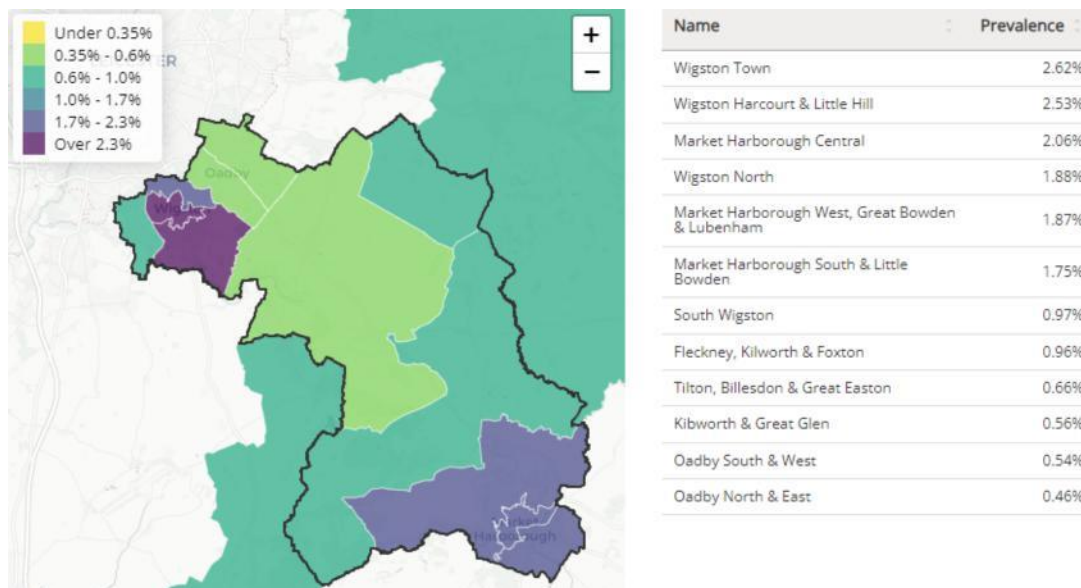 Under 0.35%
0.35% - 0.6%
0.6% - 1.0%
1.0% - 1.7%
1.7% - 2.3%
Over 2.3%
+
−
Oadby
Market
Harborough
Name Prevalence
Wigston Town 2.62%
Wigston Harcourt & Little Hill 2.53%
Market Harborough Central 2.06%
Wigston North 1.88%
Market Harborough West, Great Bowden 1.87%
& Lubenham
Market Harborough South & Little 1.75%
Bowden
South Wigston 0.97%
Fleckney, Kilworth & Foxton 0.96%
Tilton, Billesdon & Great Easton 0.66%
Kibworth & Great Glen 0.56%
Oadby South & West 0.54%
Oadby North & East 0.46%